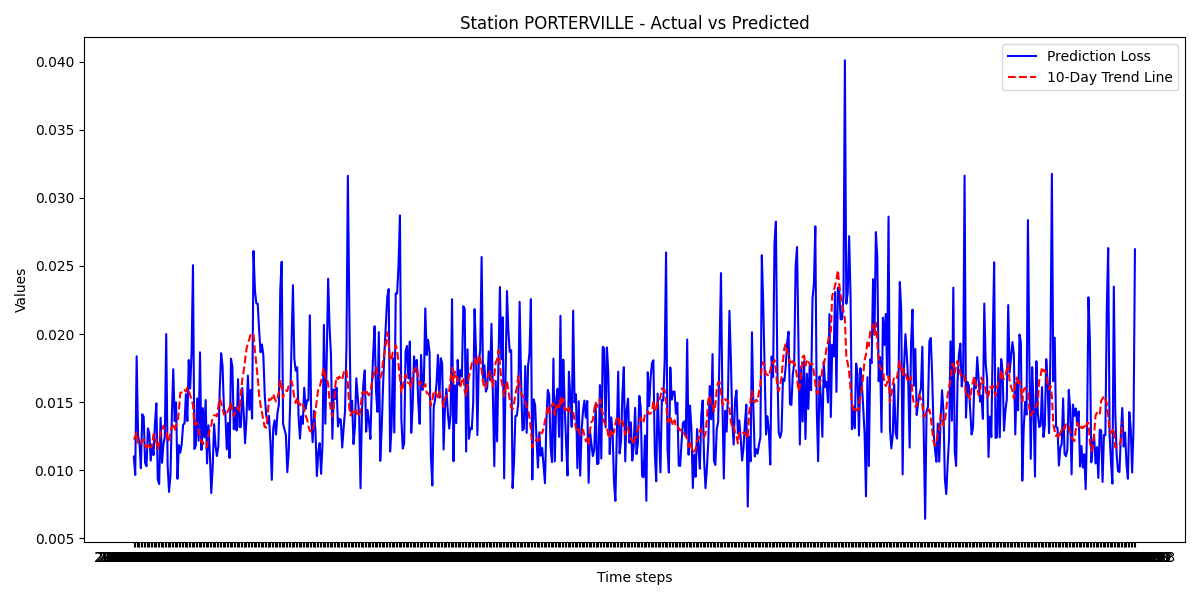 Station PORTERVILLE - Actual vs Predicted
Prediction Loss
10-Day Trend Line
0.040
0.035
0.030
0.025
0.020
0.015
0.010
0.005
Values
Time steps